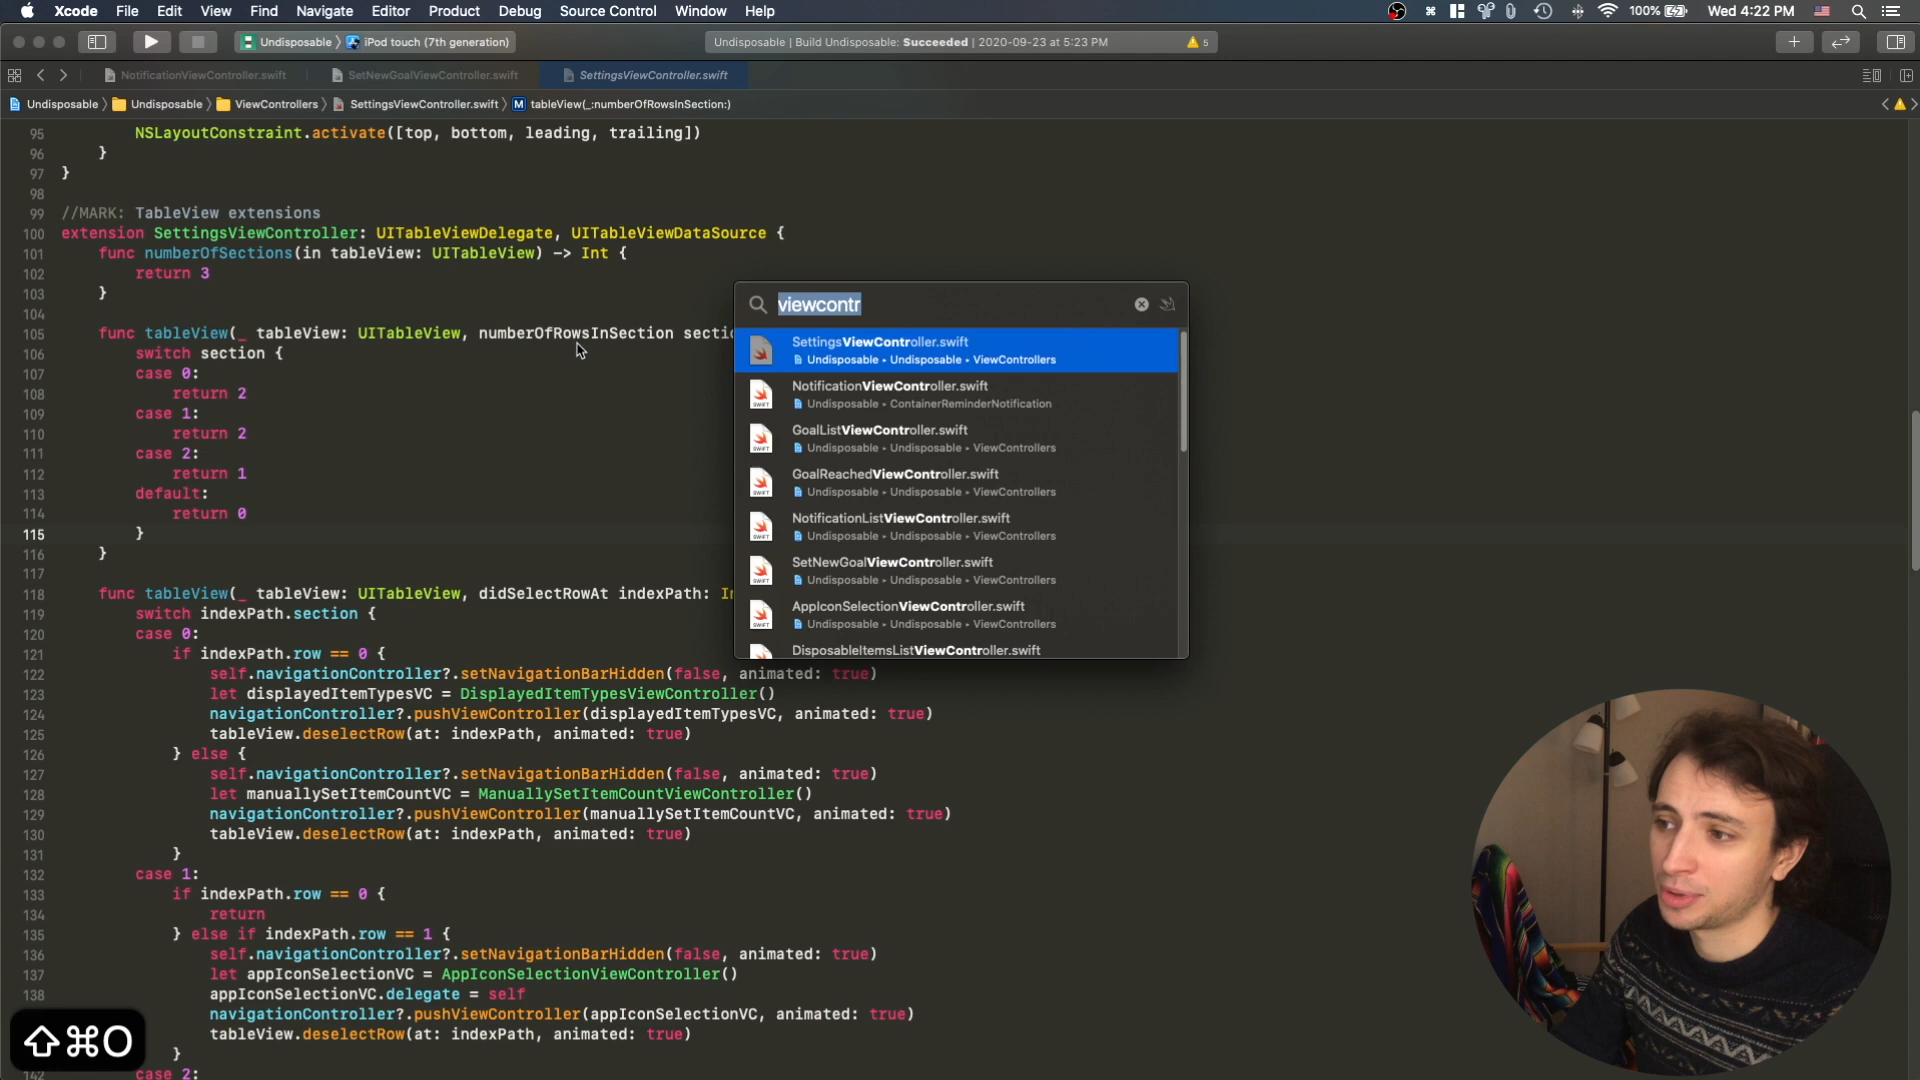 Xcode File Edit View Find Navigate Editor Product Debug Source Control Window Help 100% Wed 4:22 PM
Undisposable iPod touch (7th generation) Undisposable | Build Undisposable: Succeeded | 2020-09-23 at 5:23 PM 5
NotificationViewController.swift SetNewGoalViewController.swift SettingsViewController.swift
Undisposable Undisposable ViewControllers SettingsViewController.swift M tableView(_:numberOfRowsInSection:)
95 NSLayoutConstraint.activate([top, bottom, leading, trailing])
96 }
97 }
98
99 //MARK: TableView extensions
100 extension SettingsViewController: UITableViewDelegate, UITableViewDataSource {
101 func numberOfSections(in tableView: UITableView) -> Int {
102 return 3
103 }
104
105 func tableView(_ tableView: UITableView, numberOfRowsInSection secti
106 switch section {
107 case 0:
108 return 2
109 case 1:
110 return 2
111 case 2:
112 return 1
113 default:
114 return 0
115 }
116 }
117
118 func tableView(_ tableView: UITableView, didSelectRowAt indexPath: In
119 switch indexPath.section {
120 case 0:
121 if indexPath.row == 0 {
122 self.navigationController?.setNavigationBarHidden(false, animated: true)
123 let displayedItemTypesVC = DisplayedItemTypesViewController()
124 navigationController?.pushViewController(displayedItemTypesVC, animated: true)
125 tableView.deselectRow(at: indexPath, animated: true)
126 } else {
127 self.navigationController?.setNavigationBarHidden(false, animated: true)
128 let manuallySetItemCountVC = ManuallySetItemCountViewController()
129 navigationController?.pushViewController(manuallySetItemCountVC, animated: true)
130 tableView.deselectRow(at: indexPath, animated: true)
131 }
132 case 1:
133 if indexPath.row == 0 {
134 return
135 } else if indexPath.row == 1 {
136 self.navigationController?.setNavigationBarHidden(false, animated: true)
137 let appIconSelectionVC = AppIconSelectionViewController()
138 appIconSelectionVC.delegate = self
navigationController?.pushViewController(appIconSelectionVC, animated: true)
tableView.deselectRow(at: indexPath, animated: true)
}
142 case 2:
viewcontr
SettingsViewController.swift
Undisposable • Undisposable • ViewControllers
NotificationViewController.swift
Undisposable • ContainerReminderNotification
GoalListViewController.swift
Undisposable • Undisposable • ViewControllers
GoalReachedViewController.swift
Undisposable • Undisposable • ViewControllers
NotificationListViewController.swift
Undisposable • Undisposable • ViewControllers
SetNewGoalViewController.swift
Undisposable • Undisposable • ViewControllers
AppIconSelectionViewController.swift
Undisposable • Undisposable • ViewControllers
DisposableItemsListViewController.swift
⇧⌘O